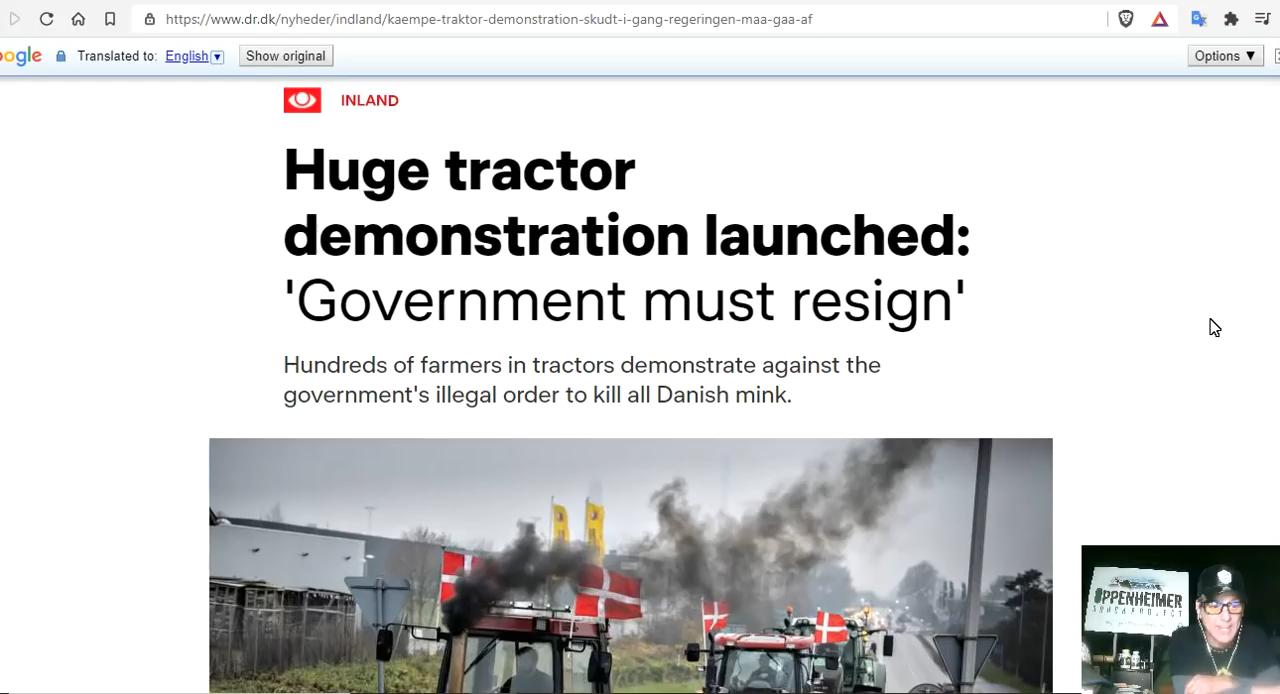 https://www.dr.dk/nyheder/indland/kaempe-traktor-demonstration-skudt-i-gang-regeringen-maa-gaa-af
ogle Translated to: English Show original Options ▼
INLAND
Huge tractor
demonstration launched:
'Government must resign'
Hundreds of farmers in tractors demonstrate against the
government's illegal order to kill all Danish mink.
PPENHEIMER